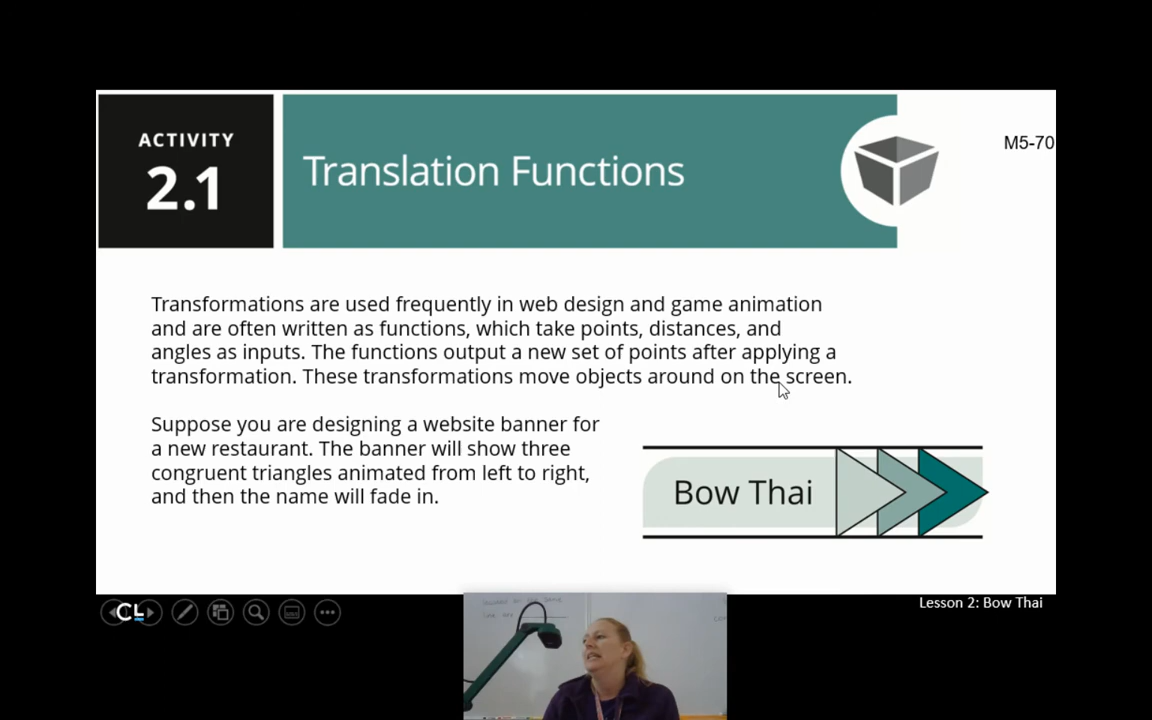 ACTIVITY
2.1
Translation Functions
M5-70
Transformations are used frequently in web design and game animation
and are often written as functions, which take points, distances, and
angles as inputs. The functions output a new set of points after applying a
transformation. These transformations move objects around on the screen.
Suppose you are designing a website banner for
a new restaurant. The banner will show three
congruent triangles animated from left to right,
and then the name will fade in.
Bow Thai
CL
Lesson 2: Bow Thai